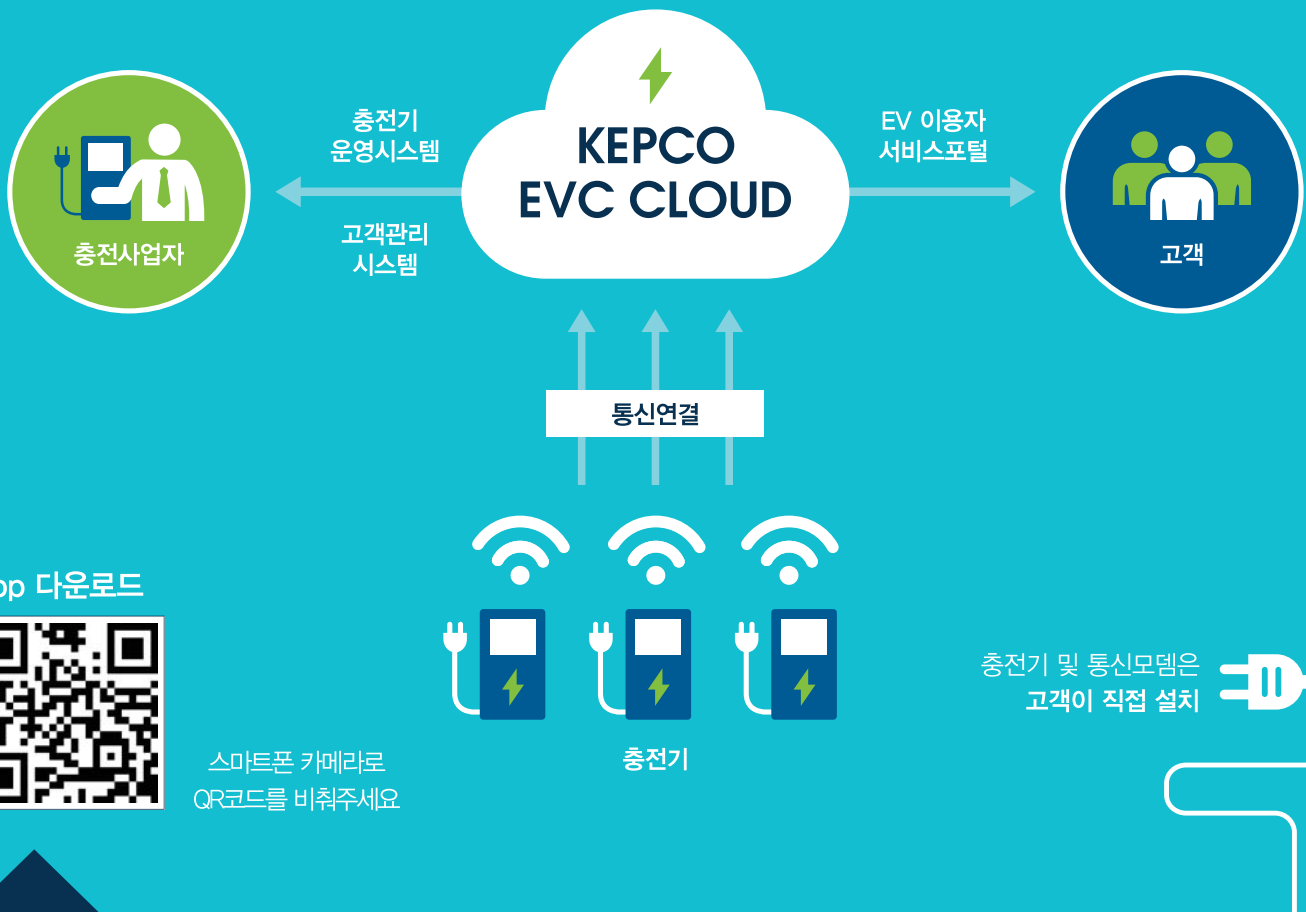 KEPCO
EVC CLOUD
충전기
운영시스템
고객관리
시스템
EV 이용자
서비스포털
충전사업자
고객
통신연결
다운로드
충전기
스마트폰 카메라로
QR코드를 비춰주세요
충전기 및 통신모뎀은
고객이 직접 설치